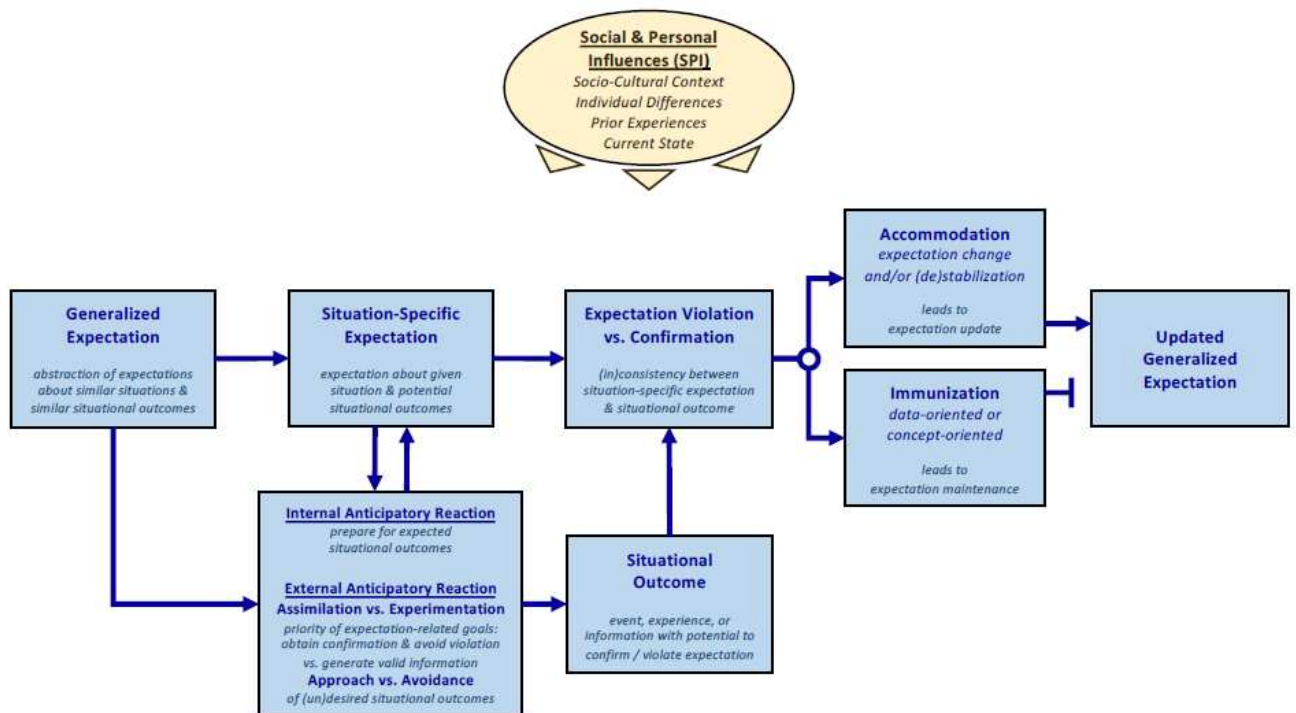 Social & Personal
Influences (SPI)
Socio-Cultural Context
Individual Differences
Prior Experiences
Current State
Generalized
Expectation
abstraction of expectations
about similar situations &
similar situational outcomes
Situation-Specific
Expectation
expectation about given
situation & potential
situational outcomes
Expectation Violation
vs. Confirmation
(in)consistency between
situation-specific expectation
& situational outcome
Accommodation
expectation change
and/or (de)stabilization
leads to
expectation update
Immunization
data-oriented or
concept-oriented
leads to
expectation maintenance
Updated
Generalized
Expectation
Internal Anticipatory Reaction
prepare for expected
situational outcomes
External Anticipatory Reaction
Assimilation vs. Experimentation
priority of expectation-related goals:
obtain confirmation & avoid violation
vs. generate valid information
Approach vs. Avoidance
of (un)desired situational outcomes
Situational
Outcome
event, experience, or
information with potential to
confirm / violate expectation